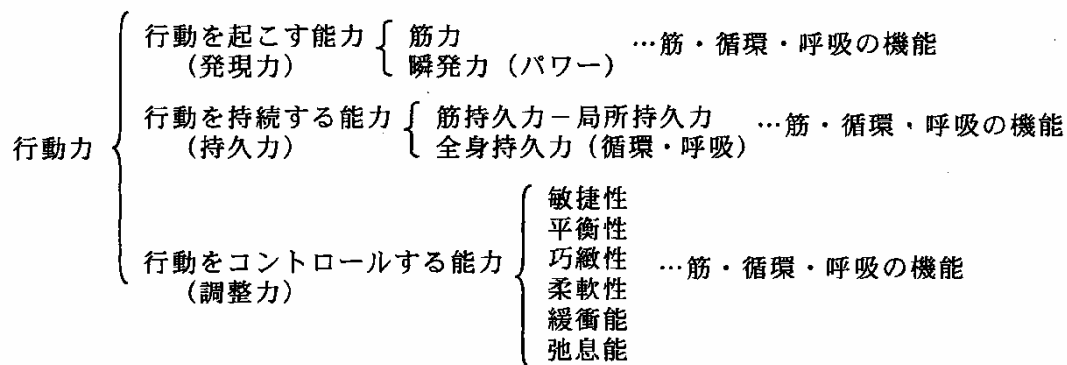 行動を起こす能力 筋力 …筋・循環・呼吸の機能
(発現力) 瞬発力(パワー)
行動力
行動を持続する能力 筋持久力-局所持久力 …筋・循環・呼吸の機能
(持久力) 全身持久力(循環・呼吸)
行動をコントロールする能力 …筋・循環・呼吸の機能
(調整力)
敏捷性
平衡性
巧緻性
柔軟性
緩衝能
弛息能